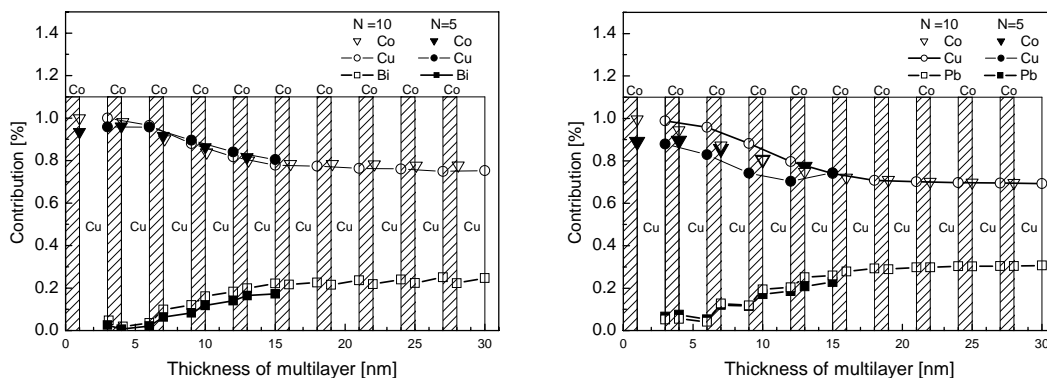 N =10 N=5
Co Co
Cu Cu
Bi Bi
Co Co Co Co Co Co Co Co Co Co
Cu Cu Cu Cu Cu Cu Cu Cu Cu Cu
1.4
1.2
1.0
0.8
0.6
0.4
0.2
0.0
Contribution [%]
0 5 10 15 20 25 30
Thickness of multilayer [nm]
N =10 N=5
Co Co
Cu Cu
Pb Pb
Co Co Co Co Co Co Co Co Co Co
Cu Cu Cu Cu Cu Cu Cu Cu Cu Cu
1.4
1.2
1.0
0.8
0.6
0.4
0.2
0.0
Contribution [%]
0 5 10 15 20 25 30
Thickness of multilayer [nm]